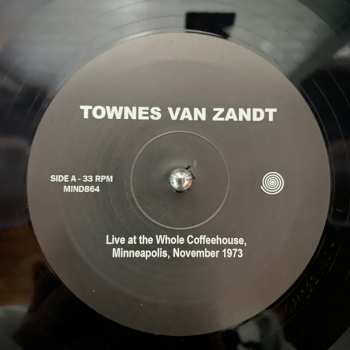 TOWNES VAN ZANDT
SIDE A - 33 RPM
MIND864
Live at the Whole Coffeehouse,
Minneapolis, November 1973